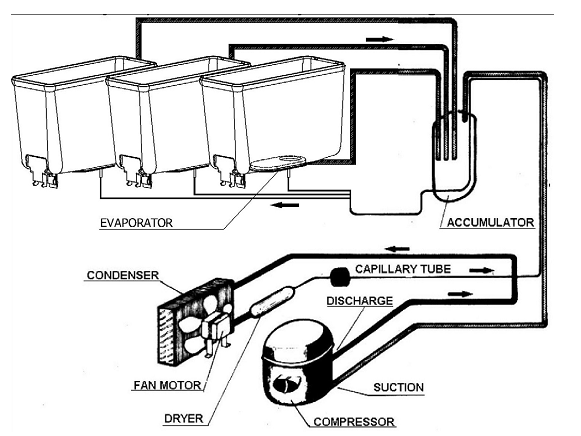 EVAPORATOR
ACCUMULATOR
CONDENSER
CAPILLARY TUBE
DISCHARGE
FAN MOTOR
SUCTION
DRYER
COMPRESSOR